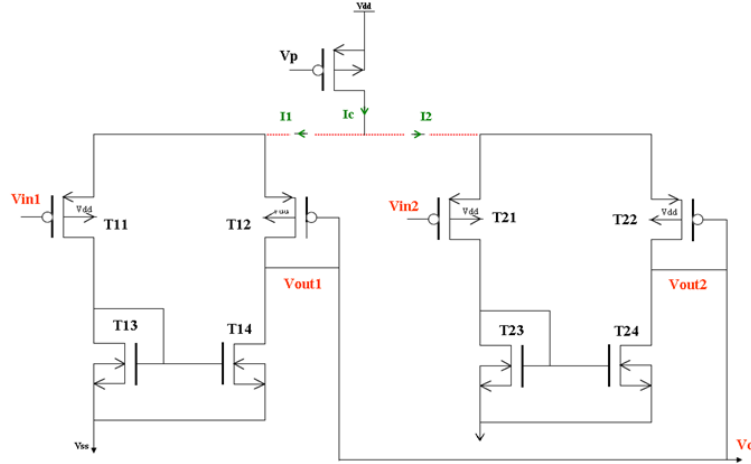 Vdd
Vp
I1 Ic I2
Vin1
Vdd
T11
T12
Vin2
Vdd
T21
T22
Vdd
Vout1
Vout2
T13
T14
T23
T24
Vss